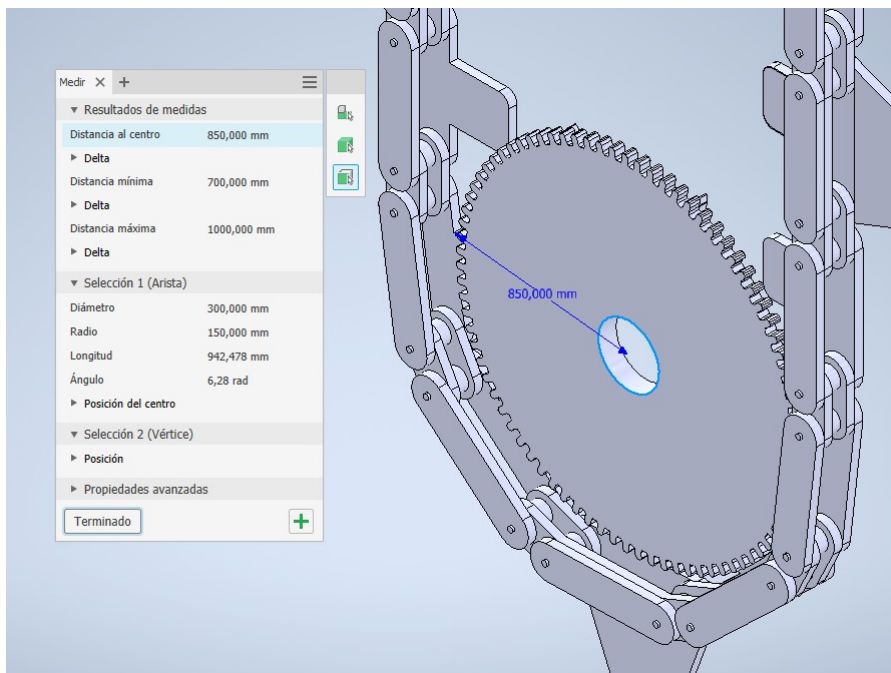 Medir
Resultados de medidas
Distancia al centro 850,000 mm
Delta
Distancia mínima 700,000 mm
Delta
Distancia máxima 1000,000 mm
Delta
Selección 1 (Arista)
Diámetro 300,000 mm
Radio 150,000 mm
Longitud 942,478 mm
Ángulo 6,28 rad
Posición del centro
Selección 2 (Vértice)
Posición
Propiedades avanzadas
Terminado
850,000 mm